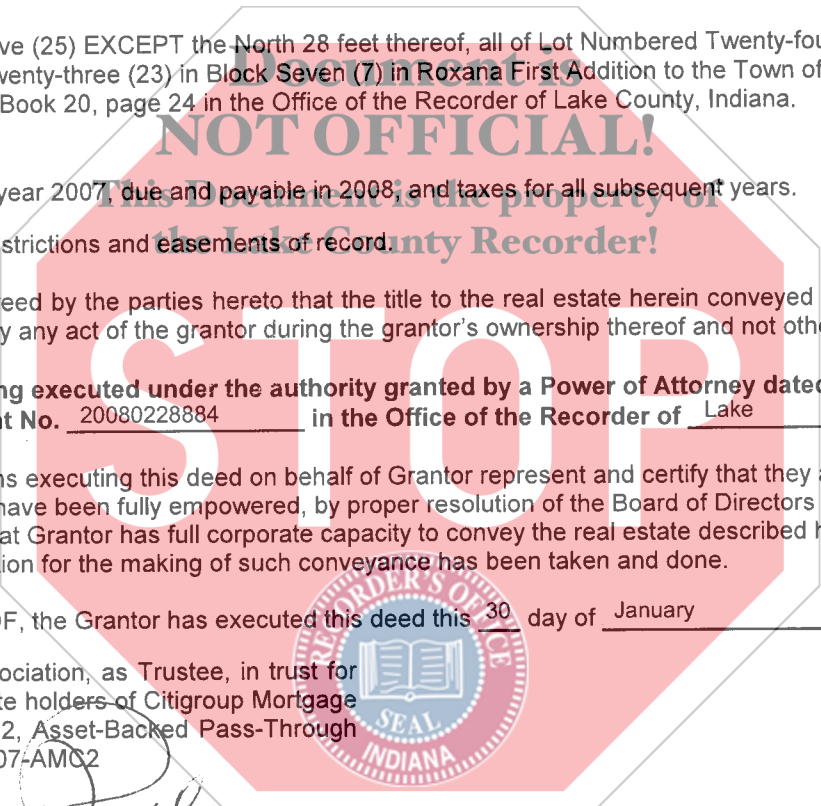 ve (25) EXCEPT the North 28 feet thereof, all of Lot Numbered Twenty-fou
Document is
wenty-three (23) in Block Seven (7) in Roxana First Addition to the Town of
Book 20, page 24 in the Office of the Recorder of Lake County, Indiana.
NOT OFFICIAL!
year 2007, due and payable in 2008, and taxes for all subsequent years.
This Document is the property of
strictions and easements of record.
the Lake County Recorder!
reed by the parties hereto that the title to the real estate herein conveyed
y any act of the grantor during the grantor's ownership thereof and not othe
STOP
ng executed under the authority granted by a Power of Attorney dated
t No. 20080228884 in the Office of the Recorder of Lake
ns executing this deed on behalf of Grantor represent and certify that they a
have been fully empowered, by proper resolution of the Board of Directors
at Grantor has full corporate capacity to convey the real estate described h
ion for the making of such conveyance has been taken and done.
RECORDER'S OFFICE
OF, the Grantor has executed this deed this 30 day of January
ociation, as Trustee, in trust for
te holders of Citigroup Mortgage
2, Asset-Backed Pass-Through
SEAL
07-AMC2
INDIANA